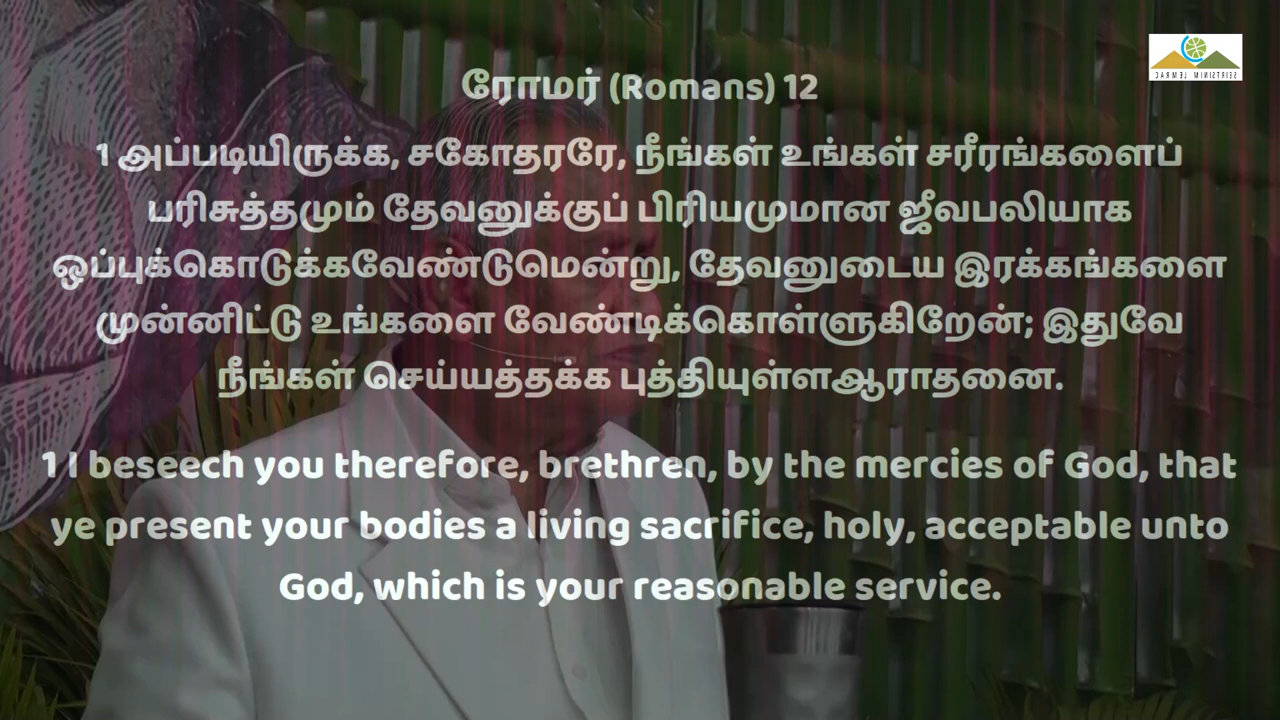 ரோமர் (Romans) 12
1 அப்படியிருக்க, சகோதரரே, நீங்கள் உங்கள் சரீரங்களைப்
பரிசுத்தமும் தேவனுக்குப் பிரியமுமான ஜீவபலியாக
ஒப்புக்கொடுக்கவேண்டுமென்று, தேவனுடைய இரக்கங்களை
முன்னிட்டு உங்களை வேண்டிக்கொள்ளுகிறேன்; இதுவே
நீங்கள் செய்யத்தக்க புத்தியுள்ளஆராதனை.
1 I beseech you therefore, brethren, by the mercies of God, that
ye present your bodies a living sacrifice, holy, acceptable unto
God, which is your reasonable service.
CARMEL MINISTRIES